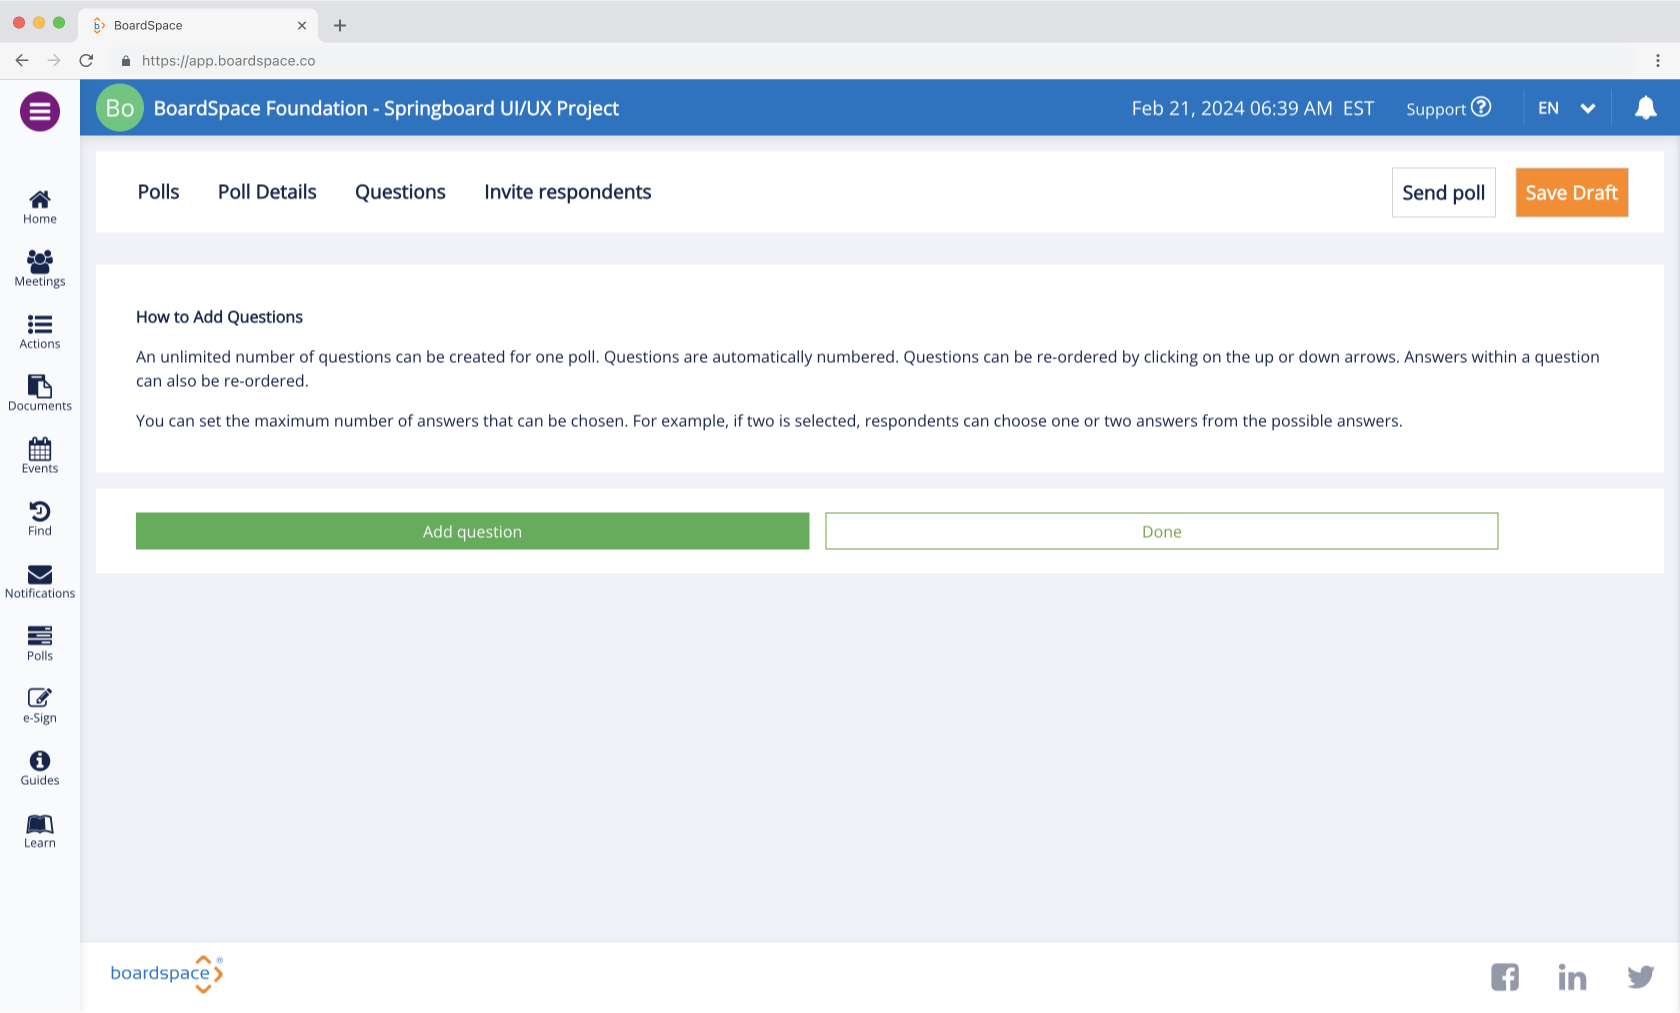 BoardSpace
https://app.boardspace.co
Bo BoardSpace Foundation - Springboard UI/UX Project Feb 21, 2024 06:39 AM EST Support EN
Polls Poll Details Questions Invite respondents Send poll Save Draft
Home
Meetings
Actions
Documents
Events
Find
Notifications
Polls
e-Sign
Guides
Learn
How to Add Questions
An unlimited number of questions can be created for one poll. Questions are automatically numbered. Questions can be re-ordered by clicking on the up or down arrows. Answers within a question
can also be re-ordered.
You can set the maximum number of answers that can be chosen. For example, if two is selected, respondents can choose one or two answers from the possible answers.
Add question Done
boardspace®